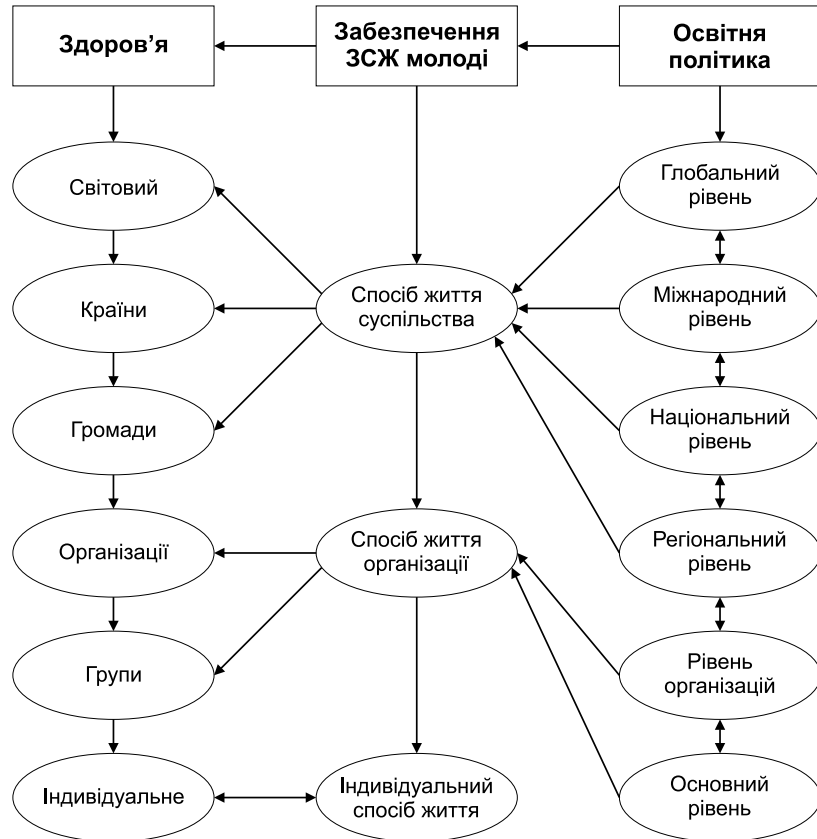 Здоров’я
Забезпечення
ЗСЖ молоді
Освітня
політика
Світовий
Глобальний
рівень
Країни
Спосіб життя
суспільства
Міжнародний
рівень
Громади
Національний
рівень
Організації
Спосіб життя
організації
Регіональний
рівень
Групи
Рівень
організацій
Індивідуальне
Індивідуальний
спосіб життя
Основний
рівень